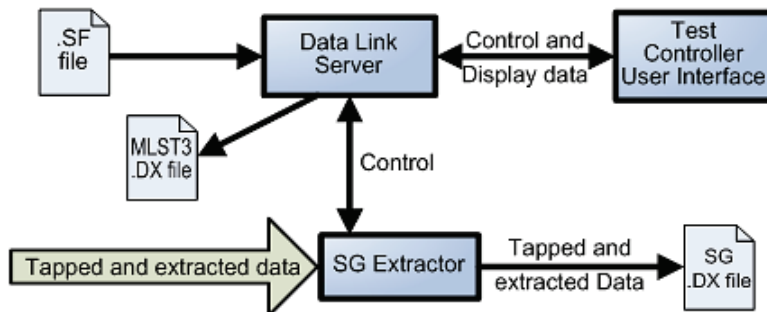 .SF
file
Data Link
Server
Control and
Display data
Test
Controller
User Interface
MLST3
.DX file
Control
Tapped and extracted data
SG Extractor
Tapped and
extracted Data
SG
.DX file